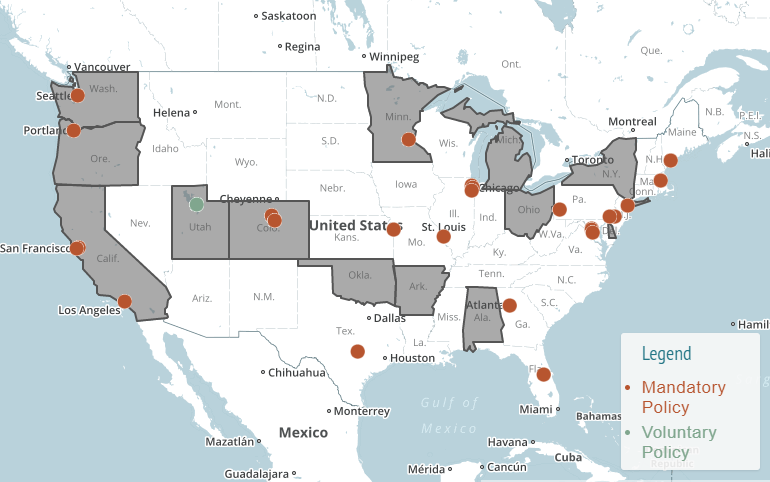 Saskatoon
Regina
Winnipeg
Vancouver
Ont.
Que.
Seattle
Wash.
Helena
Mont.
N.D.
Minn.
Montreal
N.B.
P.E.I.
Maine
N.S.
Portland
Ore.
Idaho
S.D.
Wis.
Mich.
Toronto
N.H.
Hali
Wyo.
N.Y.
Cheyenne
Nebr.
Iowa
Chicago
Conn.
Nev.
Utah
Colo.
United States
Kans.
St. Louis
Mo.
Ill.
Ind.
Ohio
Pa.
W.Va.
Va.
San Francisco
Calif.
Ky.
Los Angeles
Ariz.
N.M.
Okla.
Ark.
Tenn.
N.C.
Atlanta
S.C.
Dallas
Tex.
La.
Miss.
Ala.
Ga.
Hamil
Houston
Chihuahua
Gulf of
Mexico
Monterrey
Miami
Bahamas
Mexico
Mazatlán
Havana
Cuba
Guadalajara
Mérida
Cancún
Legend
Mandatory
Policy
Voluntary
Policy